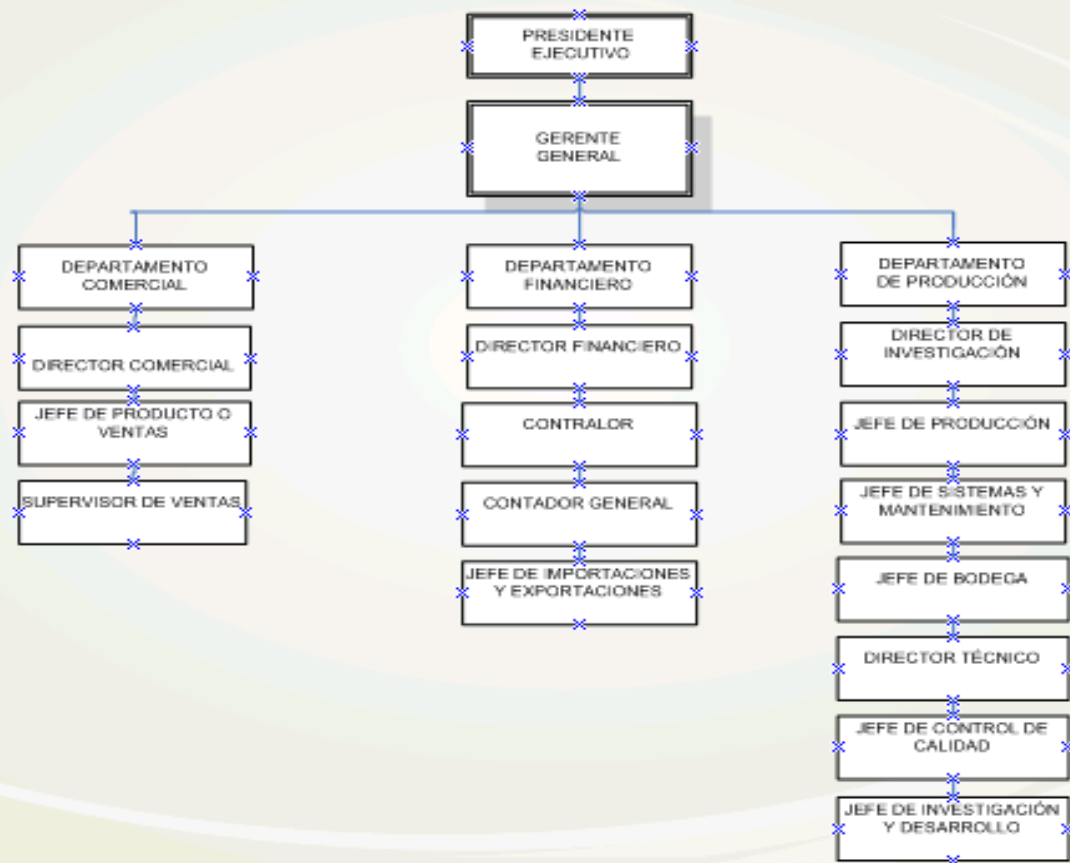 PRESIDENTE
EJECUTIVO
GERENTE
GENERAL
DEPARTAMENTO
COMERCIAL
DIRECTOR COMERCIAL
JEFE DE PRODUCTO O
VENTAS
SUPERVISOR DE VENTAS
DEPARTAMENTO
FINANCIERO
DIRECTOR FINANCIERO
CONTRALOR
CONTADOR GENERAL
JEFE DE IMPORTACIONES
Y EXPORTACIONES
DEPARTAMENTO
DE PRODUCCIÓN
DIRECTOR DE
INVESTIGACIÓN
JEFE DE PRODUCCIÓN
JEFE DE SISTEMAS Y
MANTENIMIENTO
JEFE DE BODEGA
DIRECTOR TÉCNICO
JEFE DE CONTROL DE
CALIDAD
JEFE DE INVESTIGACIÓN
Y DESARROLLO